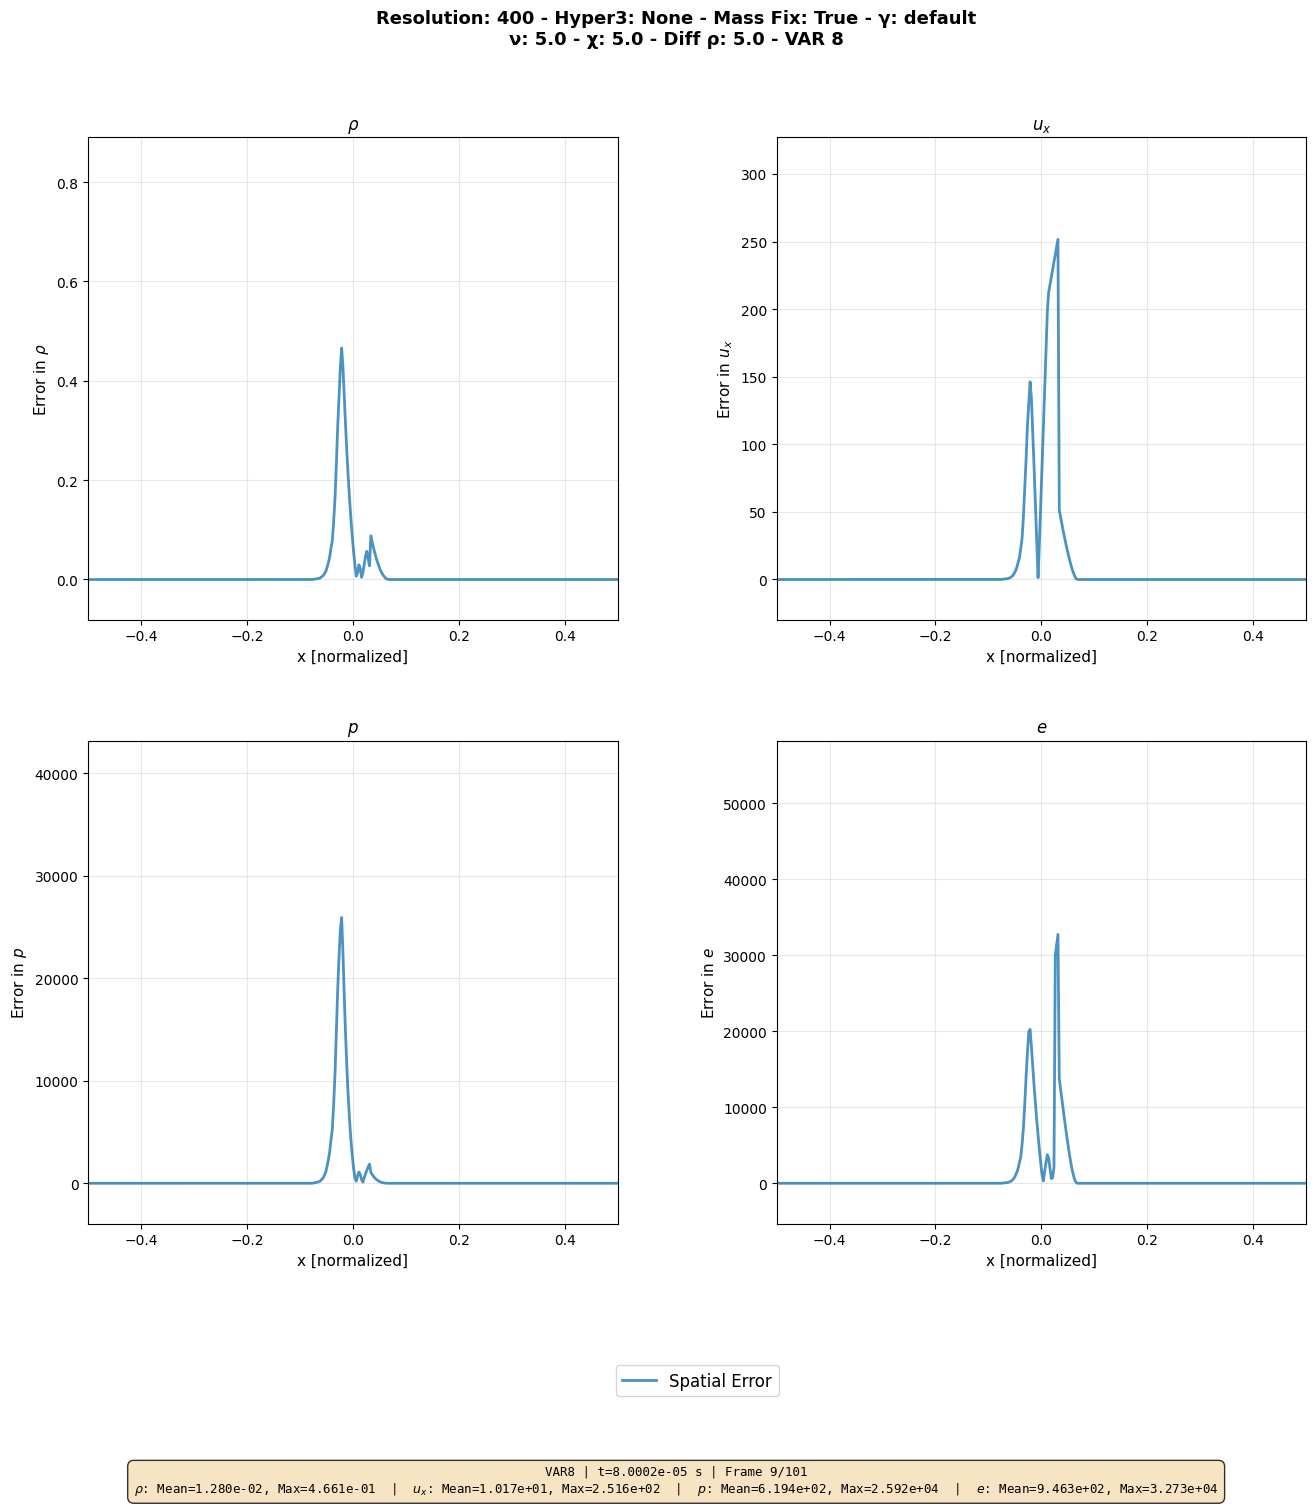 Resolution: 400 - Hyper3: None - Mass Fix: True - γ: default
ν: 5.0 - χ: 5.0 - Diff ρ: 5.0 - VAR 8
ρ
0.8
0.6
0.4
0.2
0.0
Error in ρ
−0.4 −0.2 0.0 0.2 0.4
x [normalized]
u_x
300
250
200
150
100
50
0
Error in u_x
−0.4 −0.2 0.0 0.2 0.4
x [normalized]
p
40000
30000
20000
10000
0
Error in p
−0.4 −0.2 0.0 0.2 0.4
x [normalized]
e
50000
40000
30000
20000
10000
0
Error in e
−0.4 −0.2 0.0 0.2 0.4
x [normalized]
Spatial Error
VAR8 | t=8.0002e-05 s | Frame 9/101
ρ: Mean=1.280e-02, Max=4.661e-01 | u_x: Mean=1.017e+01, Max=2.516e+02 | p: Mean=6.194e+02, Max=2.592e+04 | e: Mean=9.463e+02, Max=3.273e+04